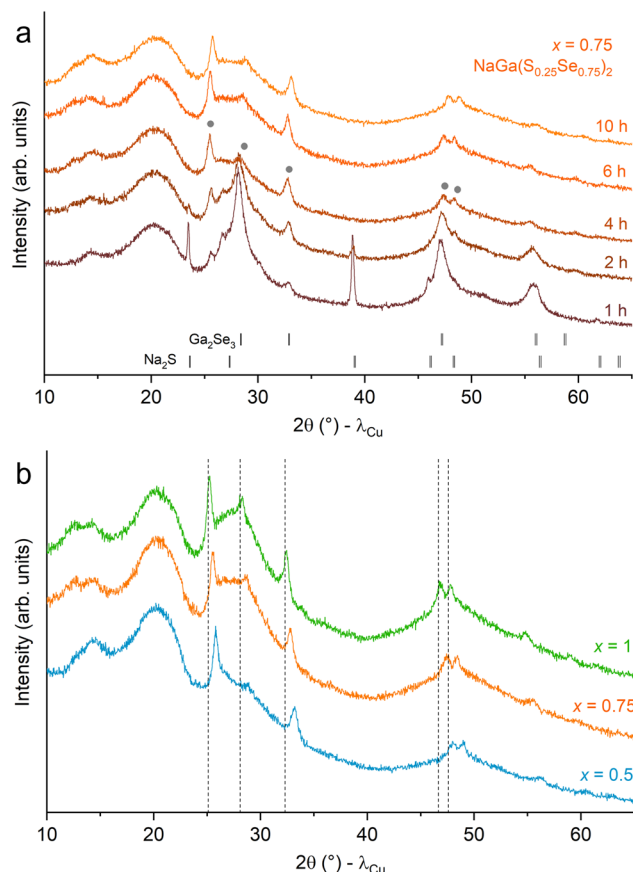 a
x = 0.75
NaGa(S₀.₂₅Se₀.₇₅)₂
10 h
6 h
4 h
2 h
1 h
Ga₂Se₃
Na₂S
Intensity (arb. units)
10 20 30 40 50 60
2θ (°) - λCu
b
x = 1
x = 0.75
x = 0.5
Intensity (arb. units)
10 20 30 40 50 60
2θ (°) - λCu